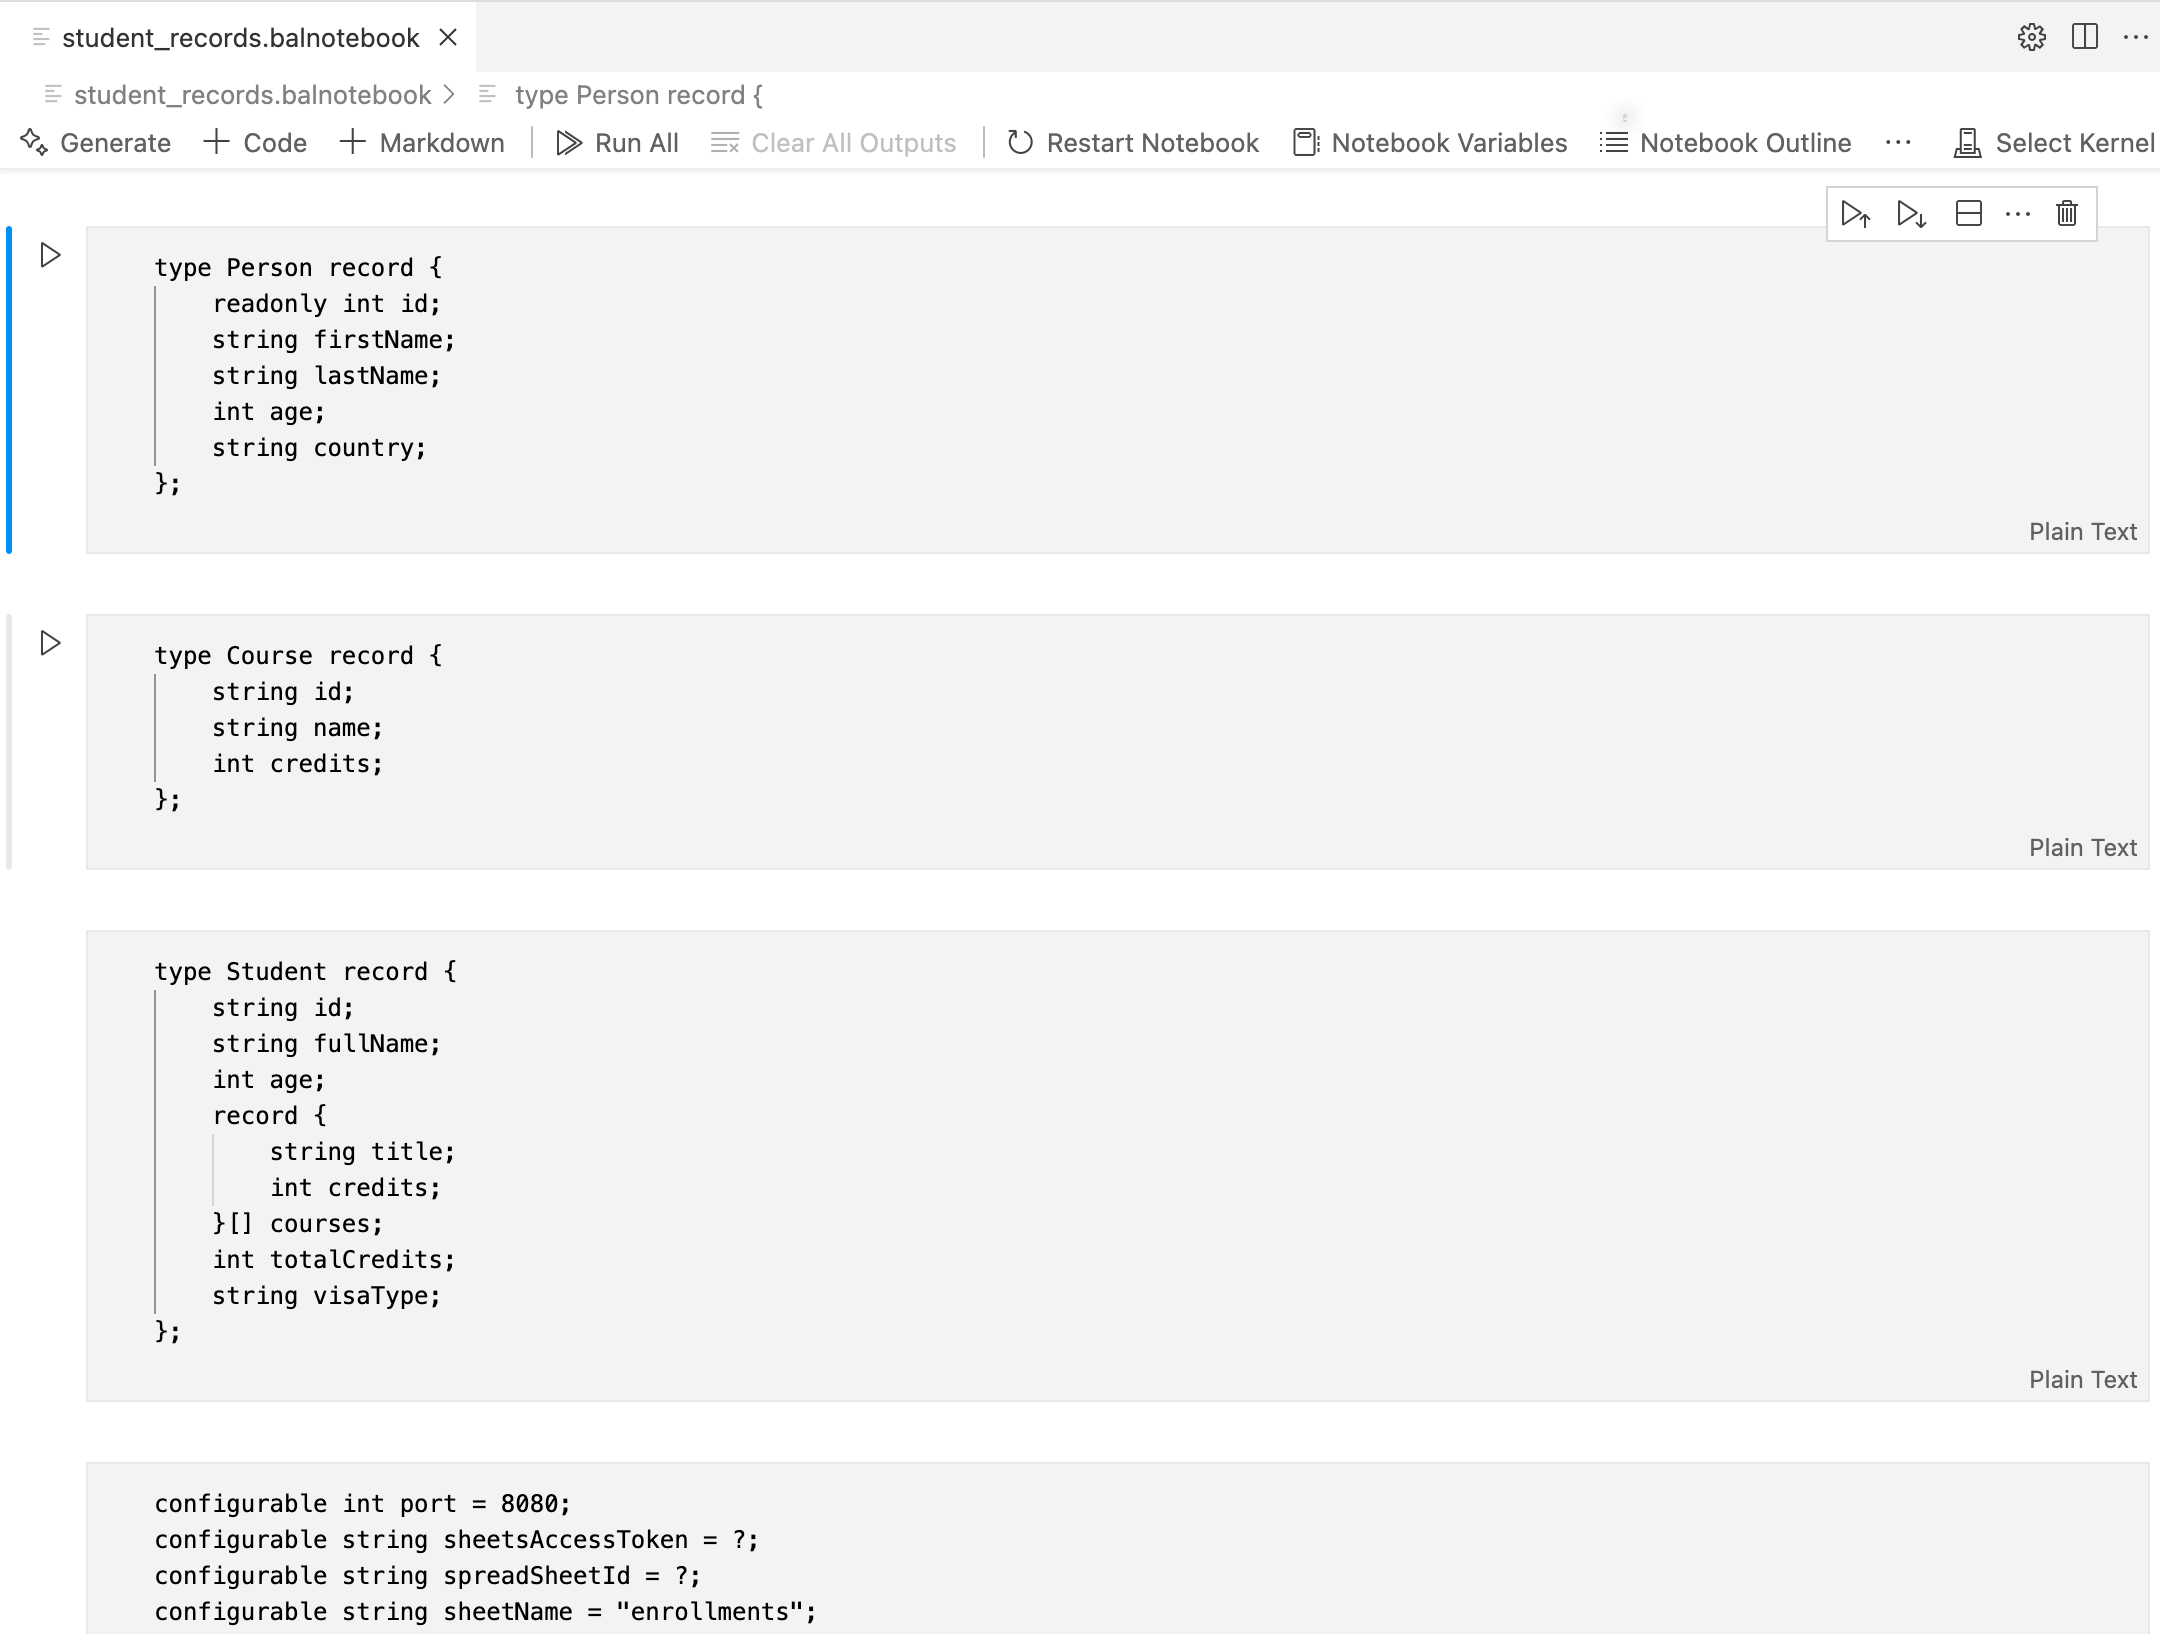 student_records.balnotebook
student_records.balnotebook > type Person record {
Generate + Code + Markdown Run All Clear All Outputs Restart Notebook Notebook Variables Notebook Outline ... Select Kernel
type Person record {
    readonly int id;
    string firstName;
    string lastName;
    int age;
    string country;
};
Plain Text
type Course record {
    string id;
    string name;
    int credits;
};
Plain Text
type Student record {
    string id;
    string fullName;
    int age;
    record {
        string title;
        int credits;
    }[] courses;
    int totalCredits;
    string visaType;
};
Plain Text
configurable int port = 8080;
configurable string sheetsAccessToken = ?;
configurable string spreadSheetId = ?;
configurable string sheetName = "enrollments";